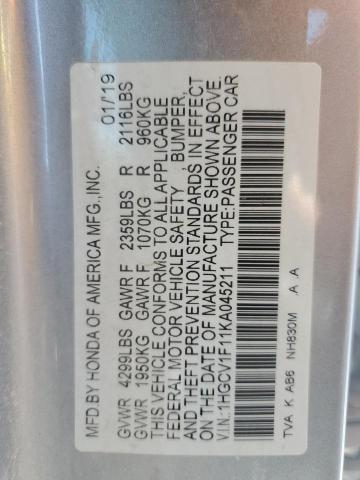 MFD.BY HONDA OF AMERICA MFG.,INC. 01/19
GVWR 4299LBS GAWR F 2359LBS R 2116LBS
GVWR 1950KG GAWR F 1070KG R 960KG
THIS VEHICLE CONFORMS TO ALL APPLICABLE
FEDERAL MOTOR VEHICLE SAFETY , BUMPER,
AND THEFT PREVENTION STANDARDS IN EFFECT
ON THE DATE OF MANUFACTURE SHOWN ABOVE.
V.I.N.:1HGCV1F11KA045211 TYPE:PASSENGER CAR
TVA K AB6 NH830M .A .A